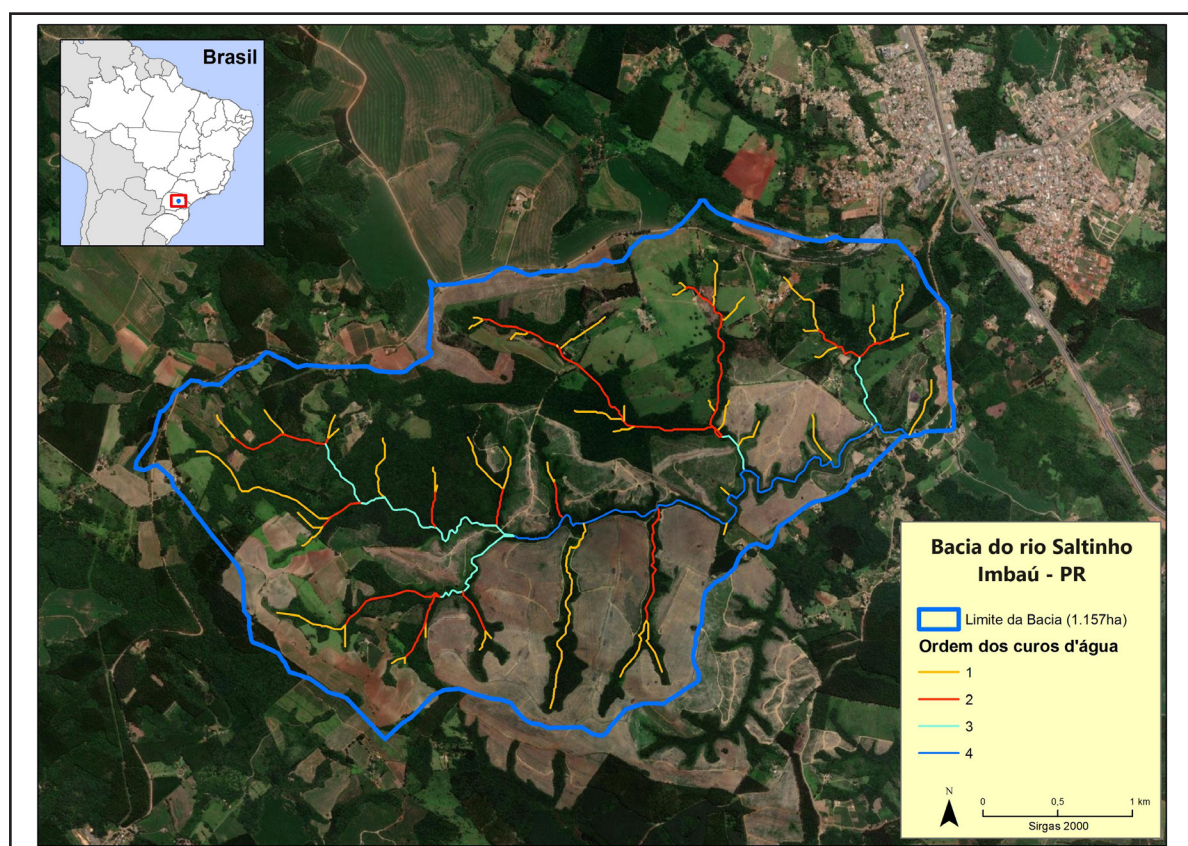 Brasil
Bacia do rio Saltinho
Imbaú - PR
Limite da Bacia (1.157ha)
Ordem dos curos d'água
1
2
3
4
N
0 0,5 1 km
Sirgas 2000